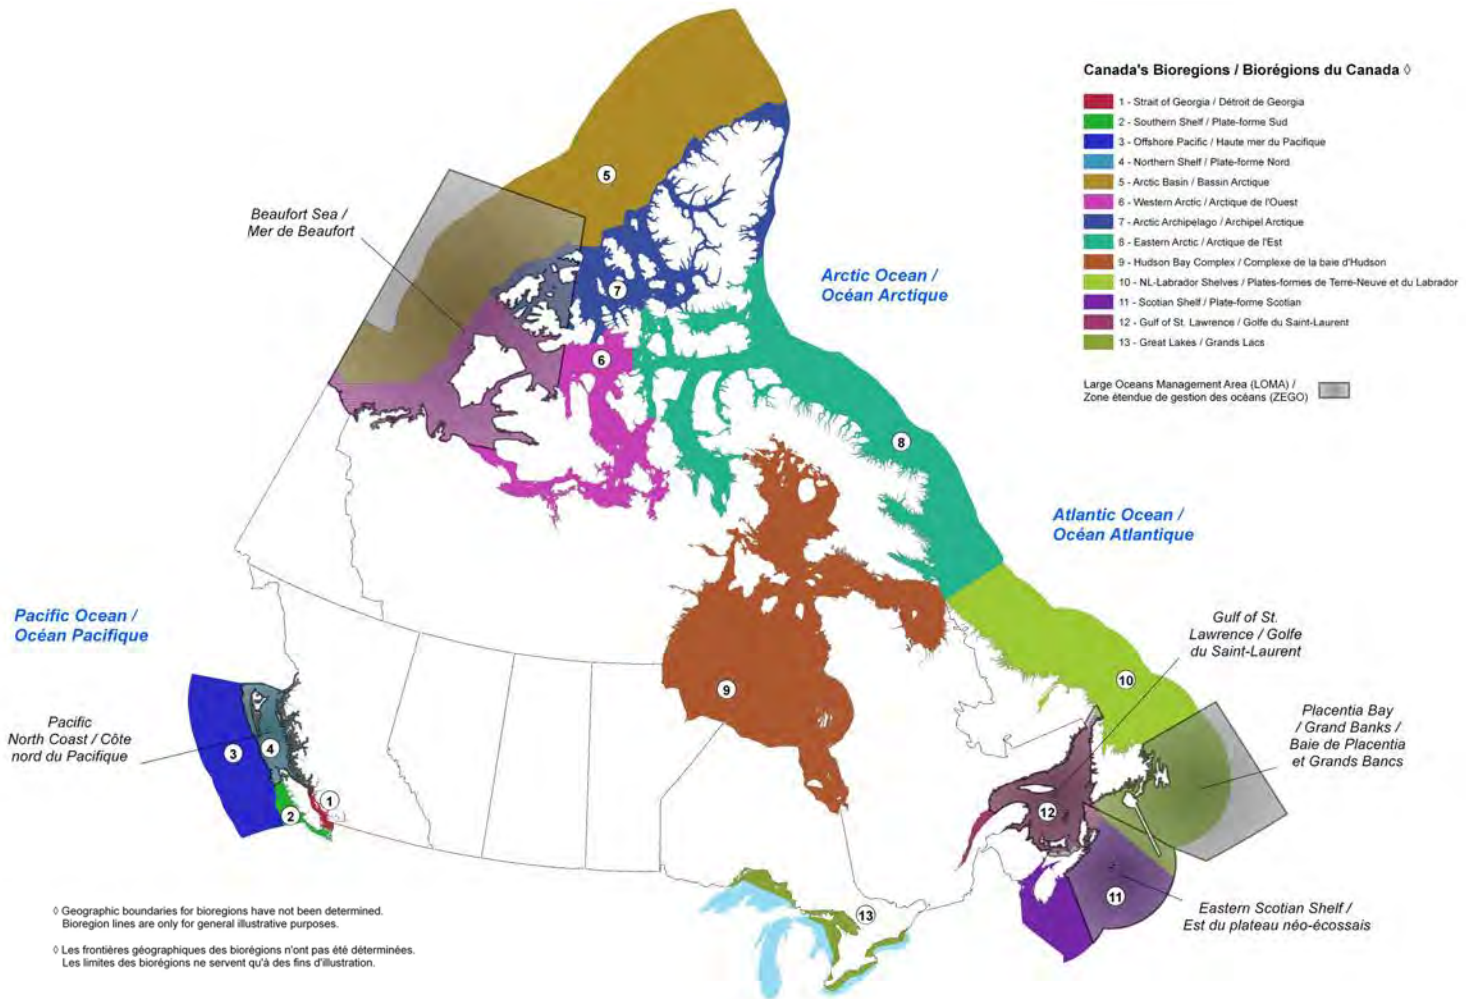 Canada's Bioregions / Biorégions du Canada ◊
1 - Strait of Georgia / Détroit de Georgia
2 - Southern Shelf / Plate-forme Sud
3 - Offshore Pacific / Haute mer du Pacifique
4 - Northern Shelf / Plate-forme Nord
5 - Arctic Basin / Bassin Arctique
6 - Western Arctic / Arctique de l'Ouest
7 - Arctic Archipelago / Archipel Arctique
8 - Eastern Arctic / Arctique de l'Est
9 - Hudson Bay Complex / Complexe de la baie d'Hudson
10 - NL-Labrador Shelves / Plates-formes de Terre-Neuve et du Labrador
11 - Scotian Shelf / Plate-forme Scotian
12 - Gulf of St. Lawrence / Golfe du Saint-Laurent
13 - Great Lakes / Grands Lacs
Large Oceans Management Area (LOMA) /
Zone étendue de gestion des océans (ZEGO)
5
Beaufort Sea /
Mer de Beaufort
Arctic Ocean /
Océan Arctique
7
6
8
Atlantic Ocean /
Océan Atlantique
Pacific Ocean /
Océan Pacifique
Gulf of St.
Lawrence / Golfe
du Saint-Laurent
9
10
Pacific
North Coast / Côte
nord du Pacifique
3
4
Placentia Bay
/ Grand Banks /
Baie de Placentia
et Grands Bancs
1
2
12
11
13
Eastern Scotian Shelf /
Est du plateau néo-écossais
◊ Geographic boundaries for bioregions have not been determined.
Bioregion lines are only for general illustrative purposes.
◊ Les frontières géographiques des biorégions n'ont pas été déterminées.
Les limites des biorégions ne servent qu'à des fins d'illustration.